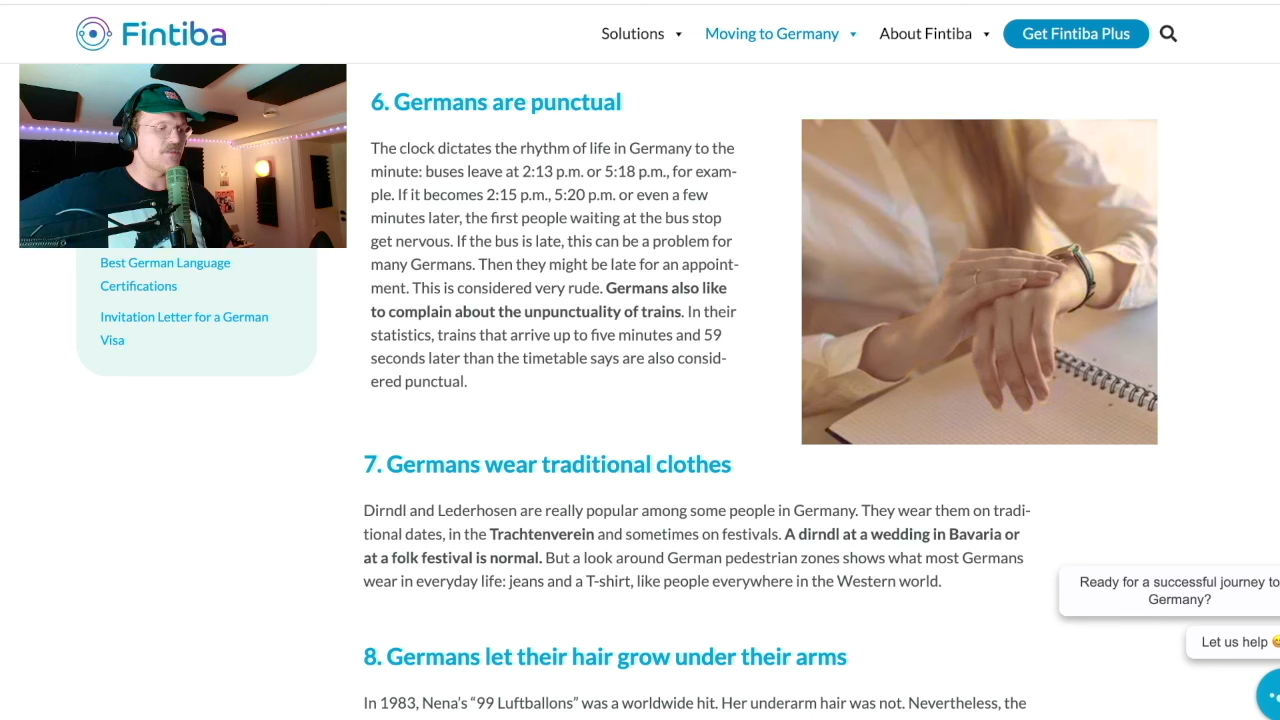 Fintiba
Solutions
Moving to Germany
About Fintiba
Get Fintiba Plus
Best German Language
Certifications
Invitation Letter for a German
Visa
6. Germans are punctual
The clock dictates the rhythm of life in Germany to the
minute: buses leave at 2:13 p.m. or 5:18 p.m., for exam-
ple. If it becomes 2:15 p.m., 5:20 p.m. or even a few
minutes later, the first people waiting at the bus stop
get nervous. If the bus is late, this can be a problem for
many Germans. Then they might be late for an appoint-
ment. This is considered very rude. Germans also like
to complain about the unpunctuality of trains. In their
statistics, trains that arrive up to five minutes and 59
seconds later than the timetable says are also consid-
ered punctual.
7. Germans wear traditional clothes
Dirndl and Lederhosen are really popular among some people in Germany. They wear them on tradi-
tional dates, in the Trachtenverein and sometimes on festivals. A dirndl at a wedding in Bavaria or
at a folk festival is normal. But a look around German pedestrian zones shows what most Germans
wear in everyday life: jeans and a T-shirt, like people everywhere in the Western world.
Ready for a successful journey to
Germany?
Let us help 😀
8. Germans let their hair grow under their arms
In 1983, Nena's “99 Luftballons” was a worldwide hit. Her underarm hair was not. Nevertheless, the